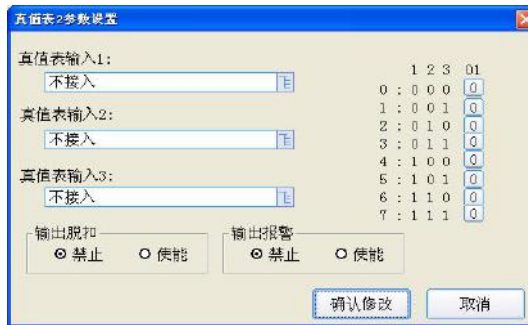 真值表2参数设置
真值表输入1:
不接入
真值表输入2:
不接入
真值表输入3:
不接入
1 2 3 01
0 : 0 0 0 0
1 : 0 0 1 0
2 : 0 1 0 0
3 : 0 1 1 0
4 : 1 0 0 0
5 : 1 0 1 0
6 : 1 1 0 0
7 : 1 1 1 0
输出脱扣
禁止 使能
输出报警
禁止 使能
确认修改 取消